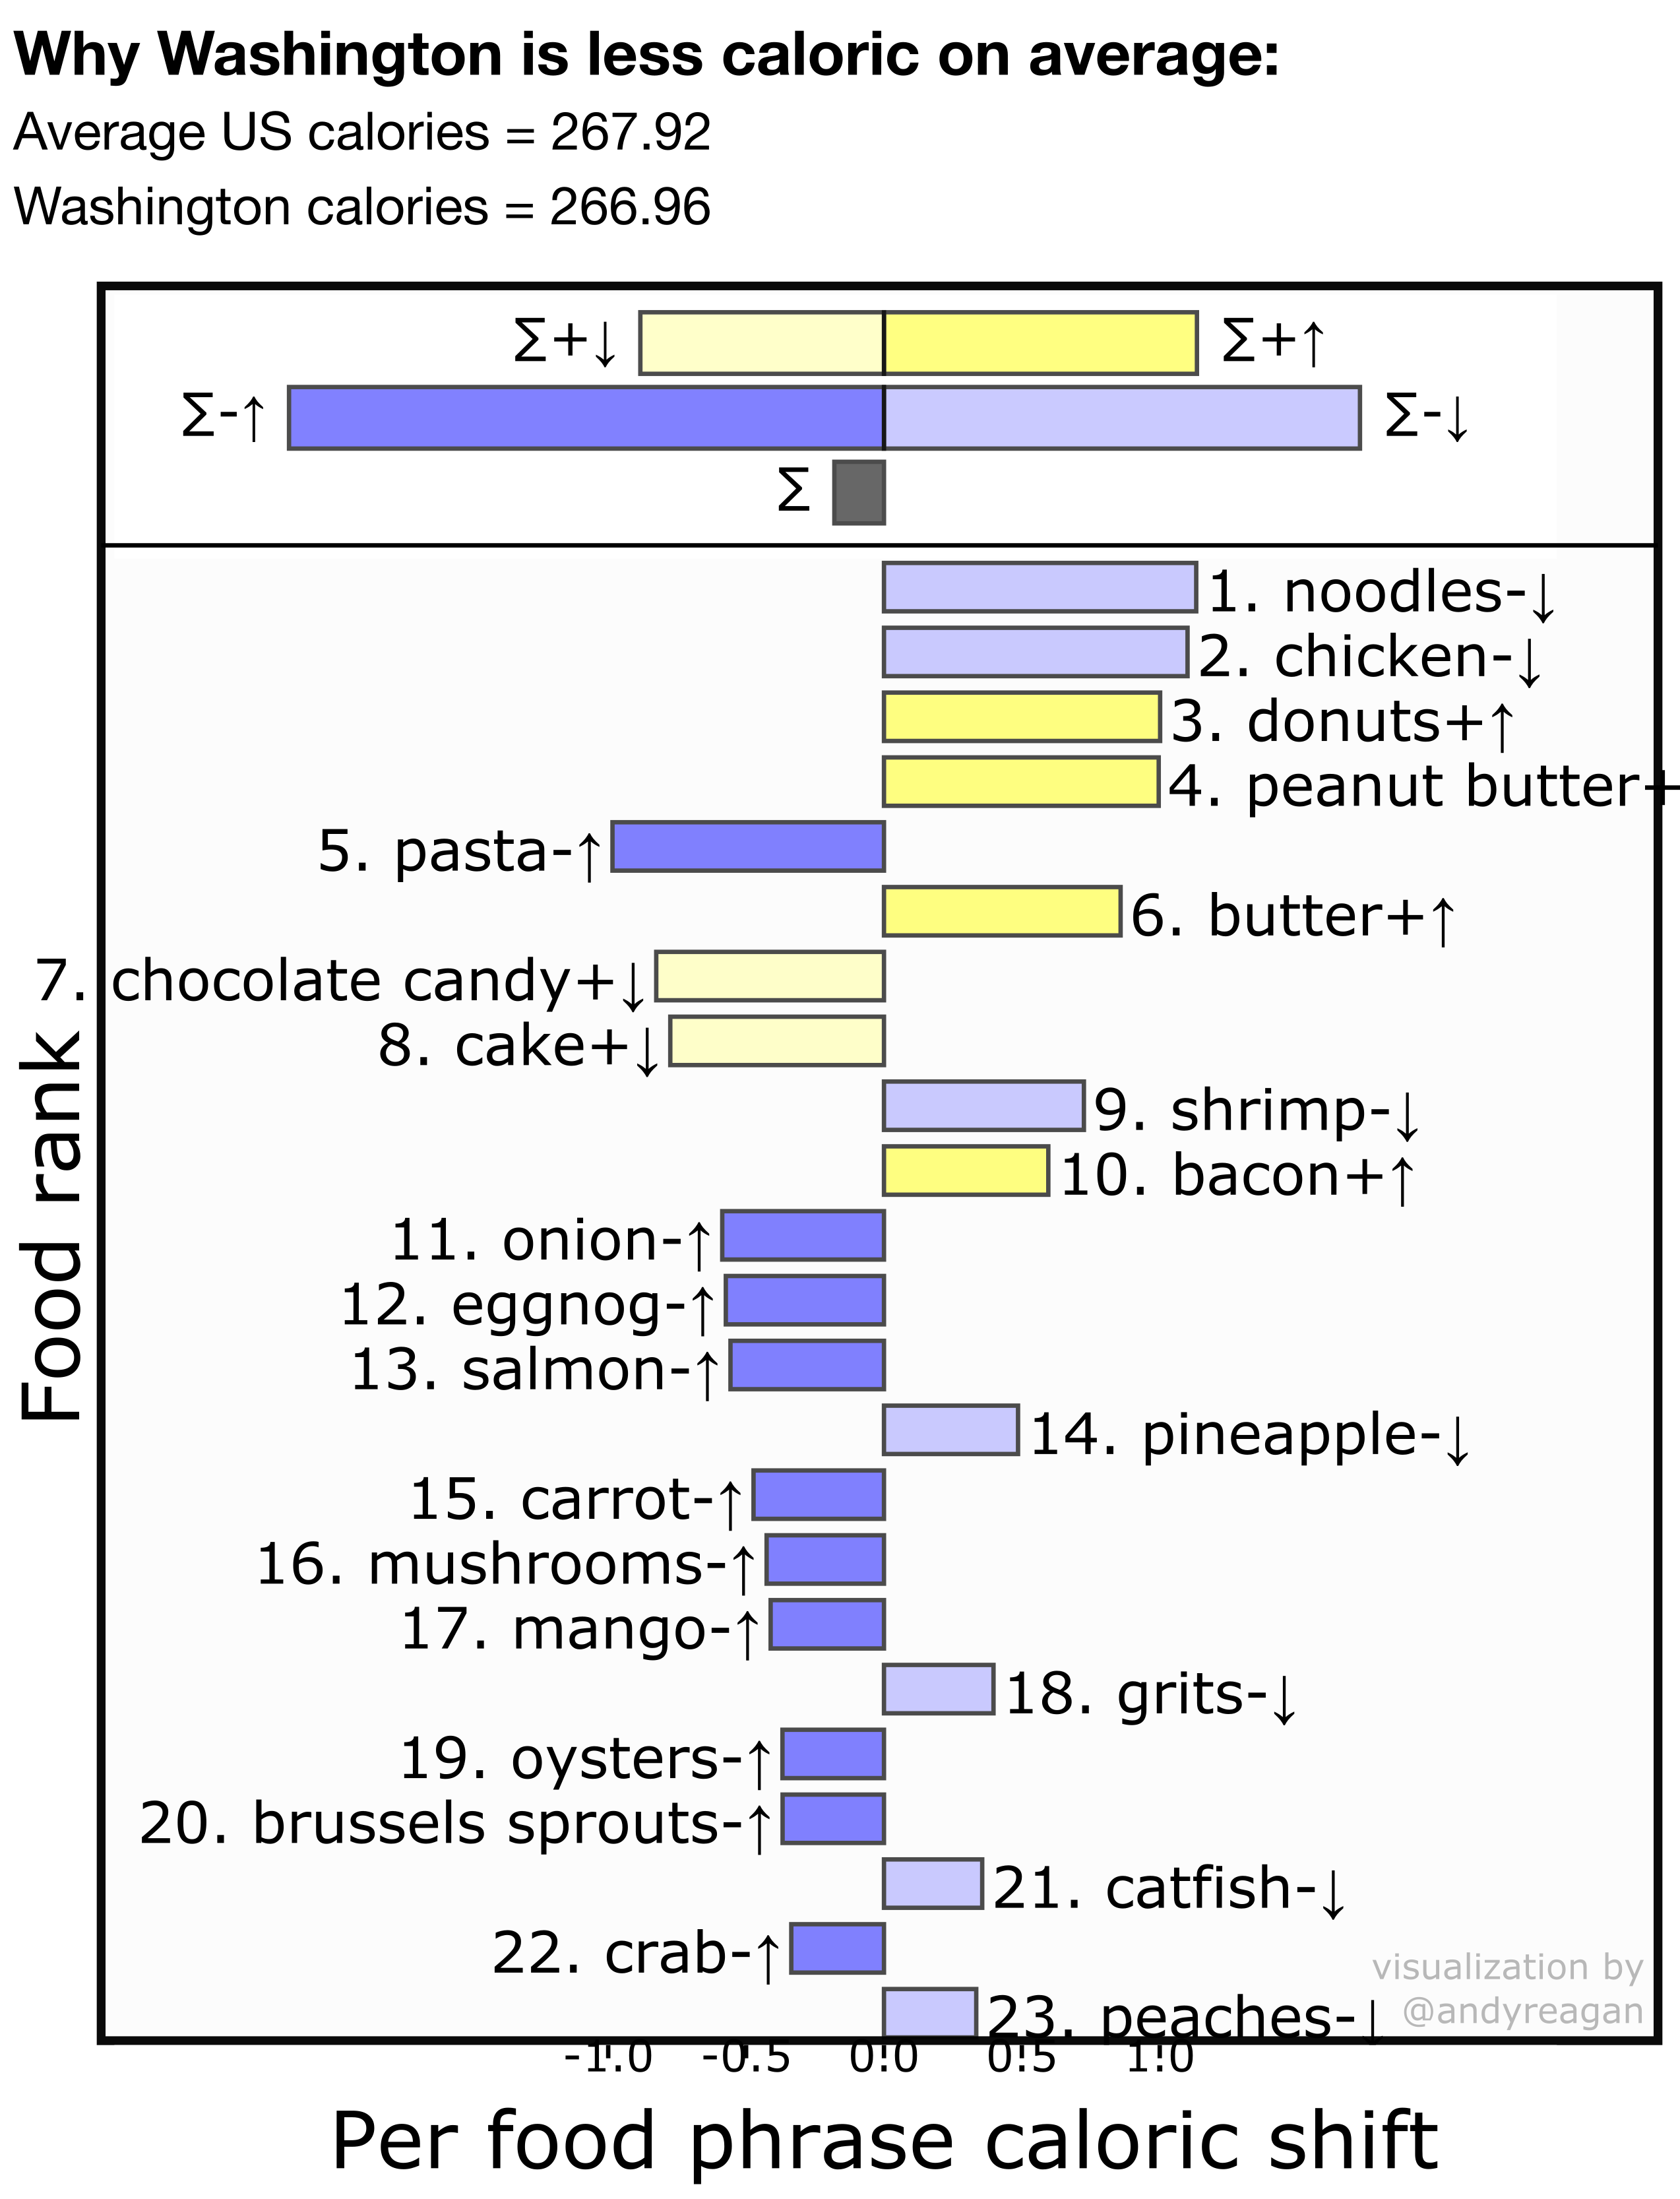 Why Washington is less caloric on average:
Average US calories = 267.92
Washington calories = 266.96
∑+↓ ∑+↑
∑-↑ ∑-↓
∑
1. noodles-↓
2. chicken-↓
3. donuts+↑
4. peanut butter+
5. pasta-↑
6. butter+↑
7. chocolate candy+↓
8. cake+↓
9. shrimp-↓
10. bacon+↑
11. onion-↑
12. eggnog-↑
13. salmon-↑
14. pineapple-↓
15. carrot-↑
16. mushrooms-↑
17. mango-↑
18. grits-↓
19. oysters-↑
20. brussels sprouts-↑
21. catfish-↓
22. crab-↑
23. peaches-↓
visualization by
@andyreagan
Food rank
-1.0 -0.5 0.0 0.5 1.0
Per food phrase caloric shift